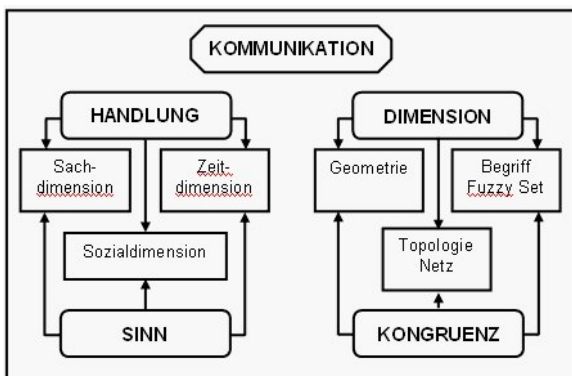 KOMMUNIKATION
HANDLUNG
Sach-
dimension
Zeit-
dimension
Sozialdimension
SINN
DIMENSION
Geometrie
Begriff
Fuzzy Set
Topologie
Netz
KONGRUENZ